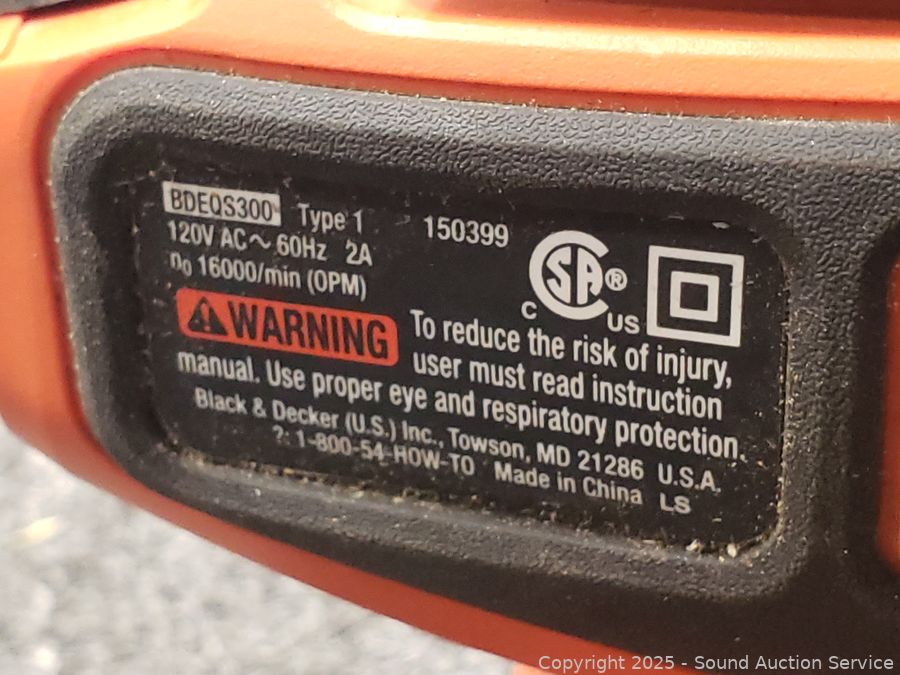 BDEQS300 Type 1 150399
120V AC～ 60Hz 2A
n0 16000/min (OPM)
CSA®
C US
WARNING To reduce the risk of injury,
user must read instruction
manual. Use proper eye and respiratory protection.
Black & Decker (U.S.) Inc., Towson, MD 21286 U.S.A.
?: 1-800-54-HOW-TO Made in China LS
Copyright 2025 - Sound Auction Service